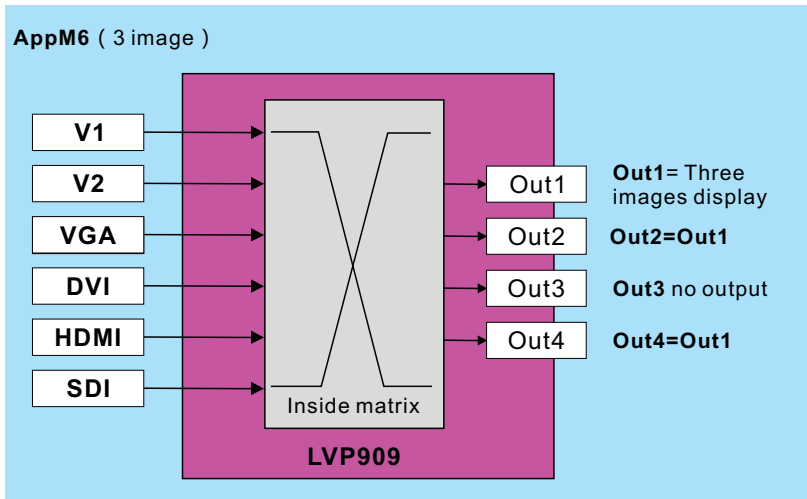 AppM6 ( 3 image )
V1
V2
VGA
DVI
HDMI
SDI
Inside matrix
LVP909
Out1
Out2
Out3
Out4
Out1= Three
images display
Out2=Out1
Out3 no output
Out4=Out1